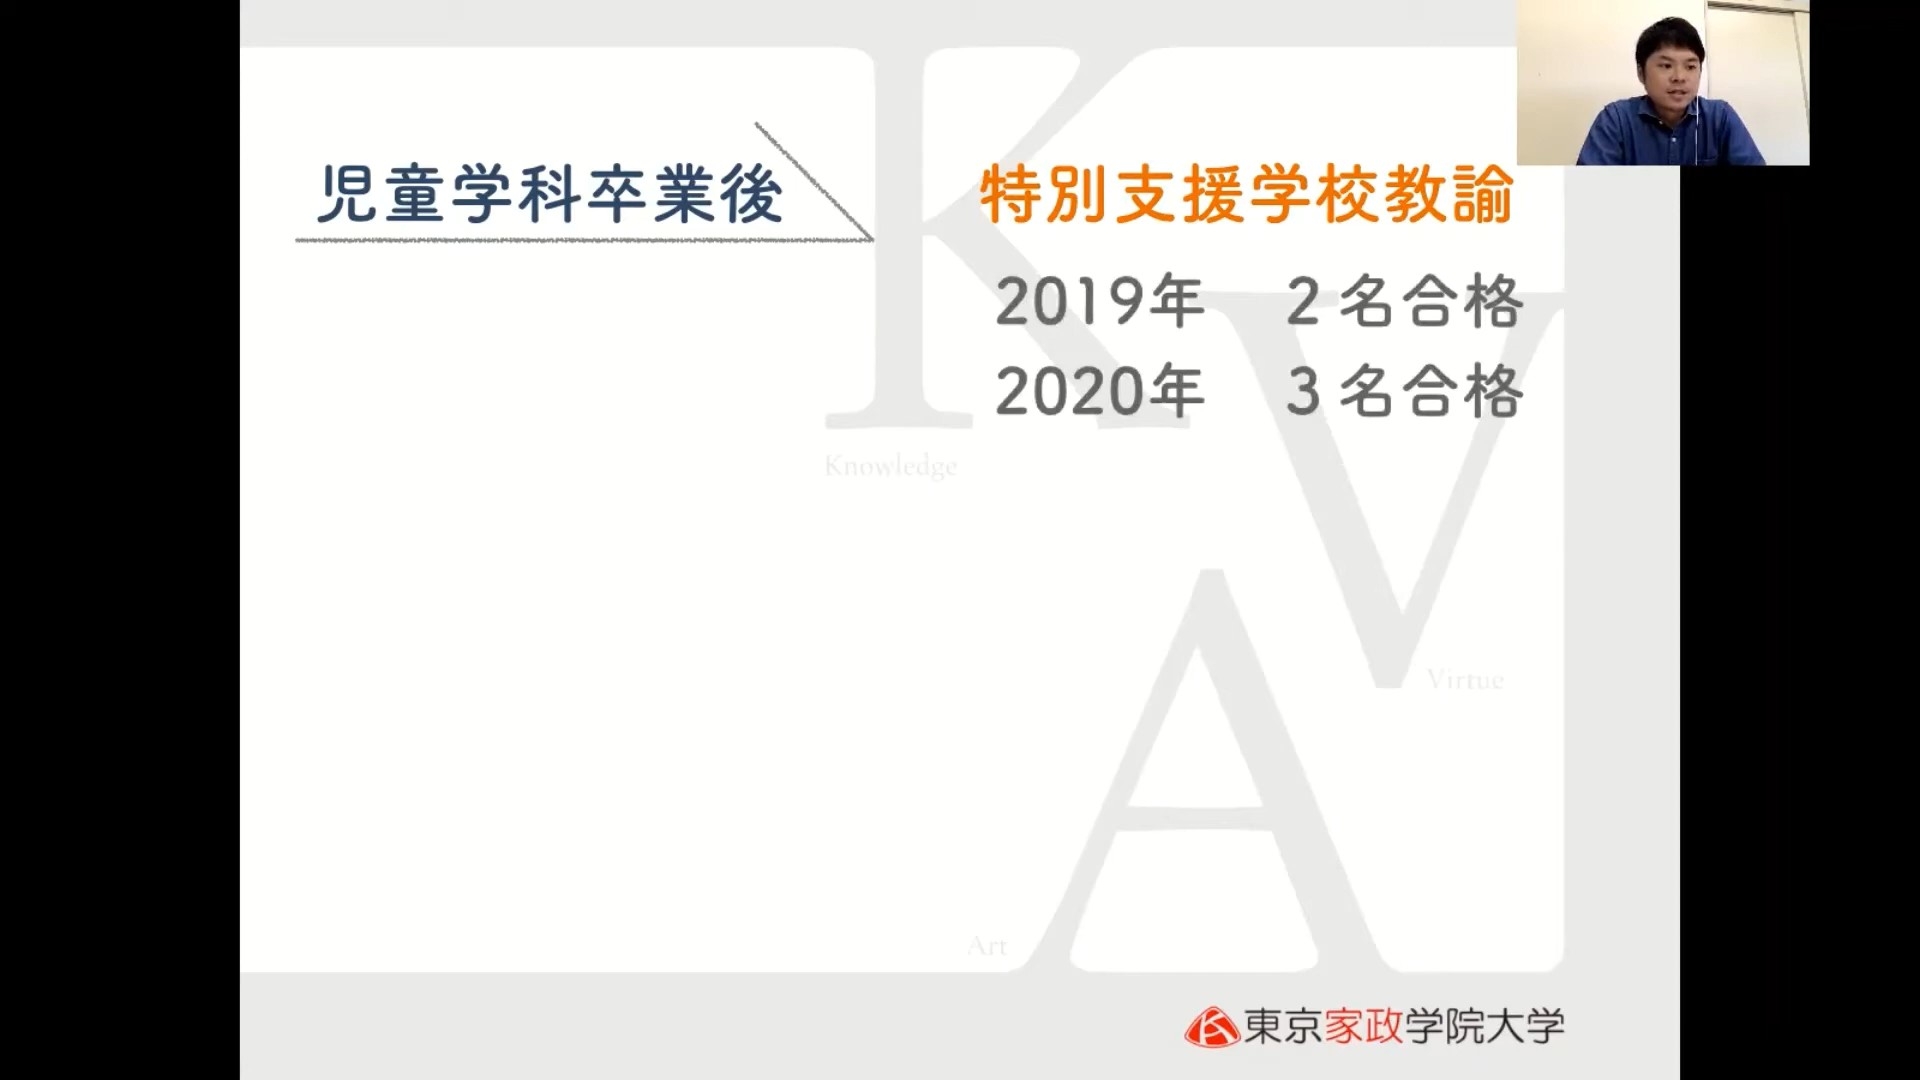 児童学科卒業後
特別支援学校教諭
2019年 2名合格
2020年 3名合格
K
Knowledge
V
Virtue
A
Art
東京家政学院大学